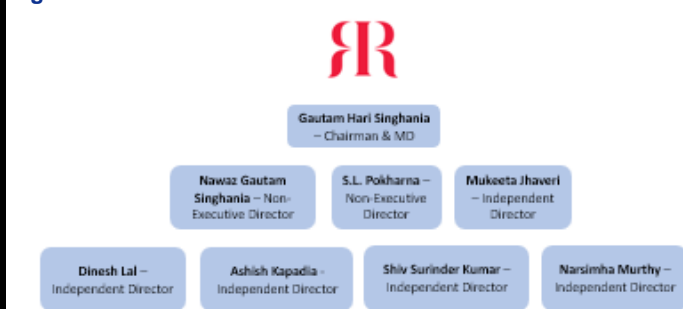 Gautam Hari Singhania
– Chairman & MD
Nawaz Gautam
Singhania – Non-
Executive Director
S.L. Pokharna –
Non-Executive
Director
Mukeeta Jhaveri
– Independent
Director
Dinesh Lal –
Independent Director
Ashish Kapadia -
Independent Director
Shiv Surinder Kumar –
Independent Director
Narsimha Murthy –
Independent Director